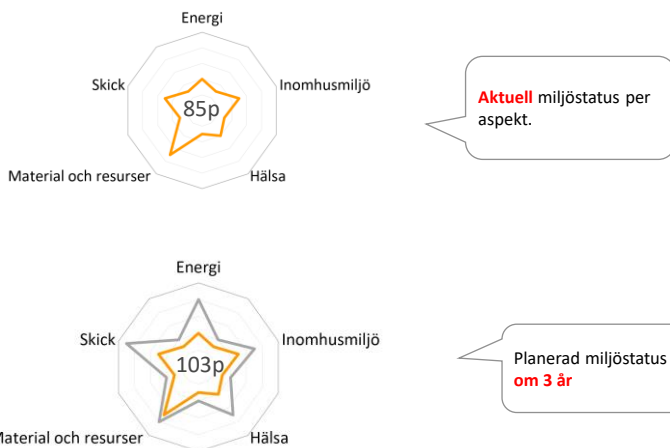 Energi
Skick
Inomhusmiljö
85p
Material och resurser
Hälsa
Aktuell miljöstatus per
aspekt.
Energi
Skick
Inomhusmiljö
103p
Material och resurser
Hälsa
Planerad miljöstatus
om 3 år